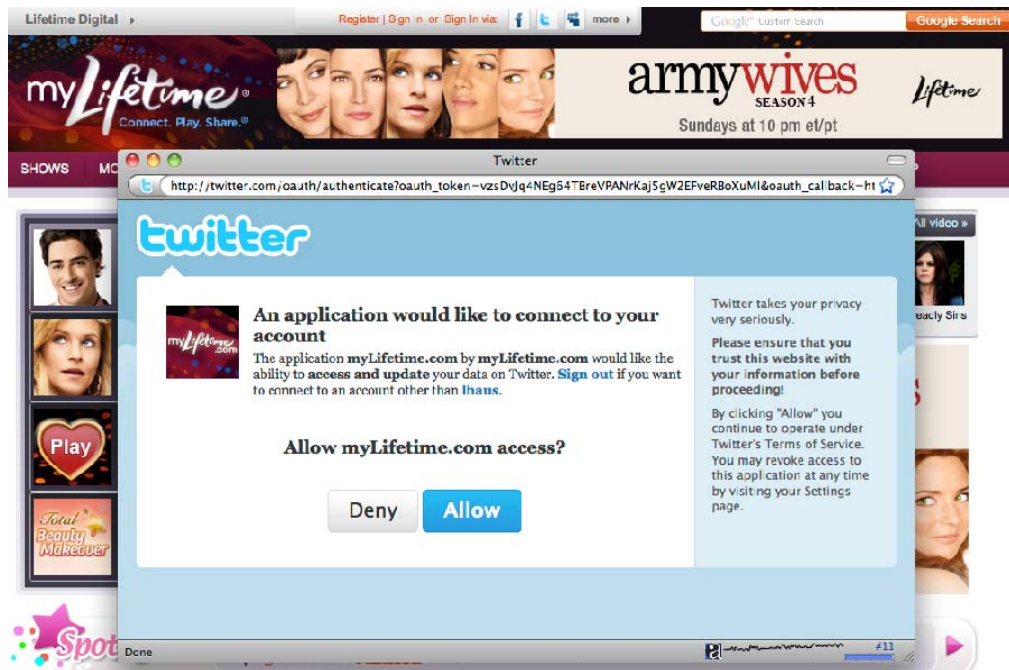 Lifetime Digital
Register | Sign in or Sign In via:
more
Google™ Custom Search
Google Search
myLifetime®
Connect. Play. Share.®
armywives
SEASON 4
Sundays at 10 pm et/pt
Lifetime
SHOWS
Twitter
twitter
All video »
An application would like to connect to your
account
The application myLifetime.com by myLifetime.com would like the
ability to access and update your data on Twitter. Sign out if you want
to connect to an account other than lhaus.
Allow myLifetime.com access?
Deny
Allow
Twitter takes your privacy
very seriously.
Please ensure that you
trust this website with
your information before
proceeding!
By clicking "Allow" you
continue to operate under
Twitter's Terms of Service.
You may revoke access to
this application at any time
by visiting your Settings
page.
myLifetime
.com
eadly Sins
Play
Total
Beauty
Makeover
Spot
Done